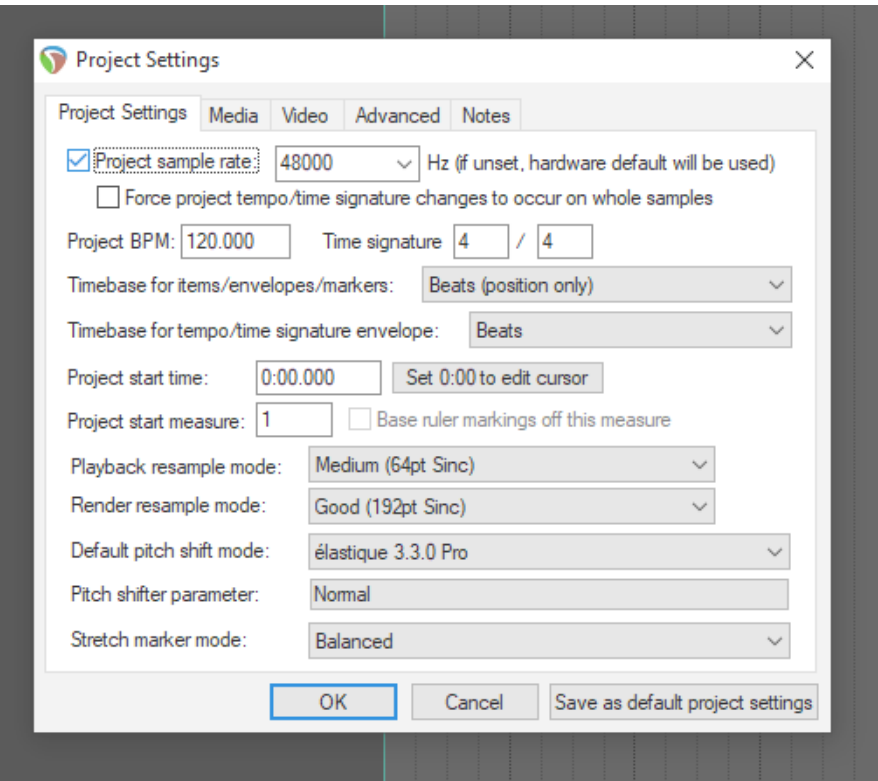 Project Settings
Project Settings Media Video Advanced Notes
Project sample rate: 48000 Hz (if unset, hardware default will be used)
Force project tempo/time signature changes to occur on whole samples
Project BPM: 120.000 Time signature 4 / 4
Timebase for items/envelopes/markers: Beats (position only)
Timebase for tempo/time signature envelope: Beats
Project start time: 0:00.000 Set 0:00 to edit cursor
Project start measure: 1 Base ruler markings off this measure
Playback resample mode: Medium (64pt Sinc)
Render resample mode: Good (192pt Sinc)
Default pitch shift mode: élastique 3.3.0 Pro
Pitch shifter parameter: Normal
Stretch marker mode: Balanced
OK Cancel Save as default project settings